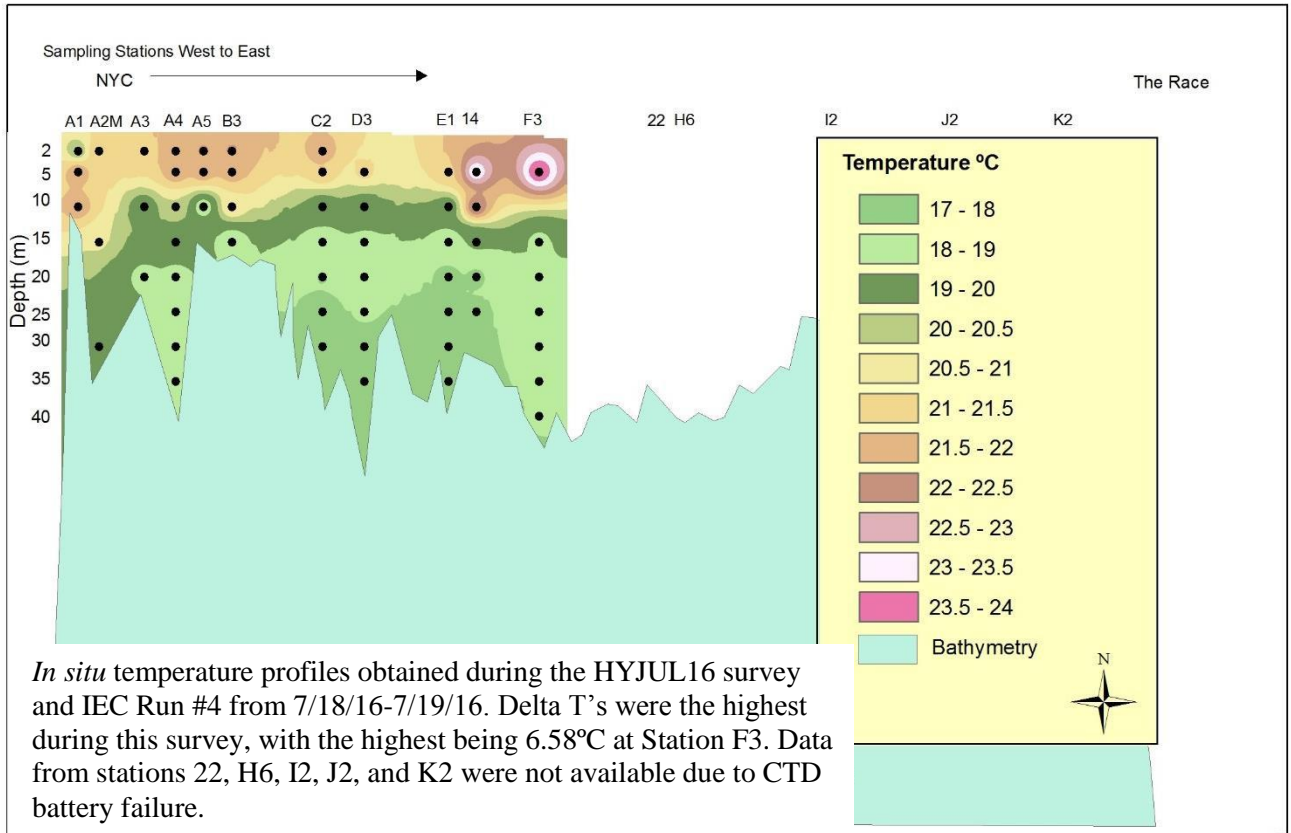 Sampling Stations West to East
NYC
The Race
A1 A2M A3 A4 A5 B3 C2 D3 E1 14 F3 22 H6 I2 J2 K2
Depth (m)
2
5
10
15
20
25
30
35
40
Temperature ºC
17 - 18
18 - 19
19 - 20
20 - 20.5
20.5 - 21
21 - 21.5
21.5 - 22
22 - 22.5
22.5 - 23
23 - 23.5
23.5 - 24
Bathymetry
N
In situ temperature profiles obtained during the HYJUL16 survey
and IEC Run #4 from 7/18/16-7/19/16. Delta T’s were the highest
during this survey, with the highest being 6.58ºC at Station F3. Data
from stations 22, H6, I2, J2, and K2 were not available due to CTD
battery failure.